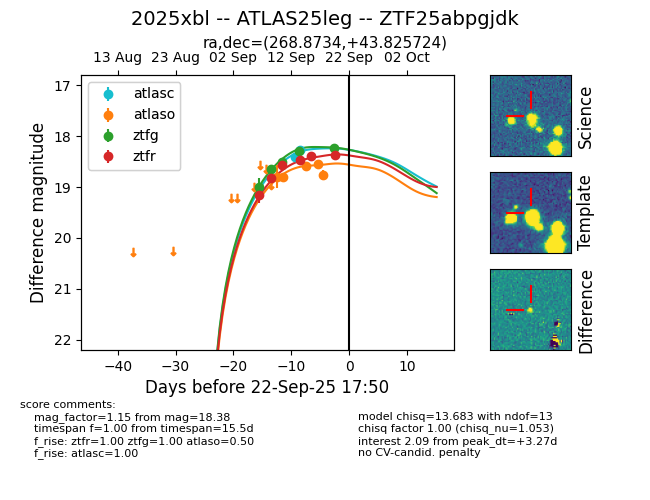 2025xbl -- ATLAS25leg -- ZTF25abpgjdk
ra,dec=(268.8734,+43.825724)
13 Aug 23 Aug 02 Sep 12 Sep 22 Sep 02 Oct
17
18
19
20
21
22
Difference magnitude
atlasc
atlaso
ztfg
ztfr
−40 −30 −20 −10 0 10
Days before 22-Sep-25 17:50
Science
Template
Difference
score comments:
mag_factor=1.15 from mag=18.38
timespan f=1.00 from timespan=15.5d
f_rise: ztfr=1.00 ztfg=1.00 atlaso=0.50
f_rise: atlasc=1.00
model chisq=13.683 with ndof=13
chisq factor 1.00 (chisq_nu=1.053)
interest 2.09 from peak_dt=+3.27d
no CV-candid. penalty